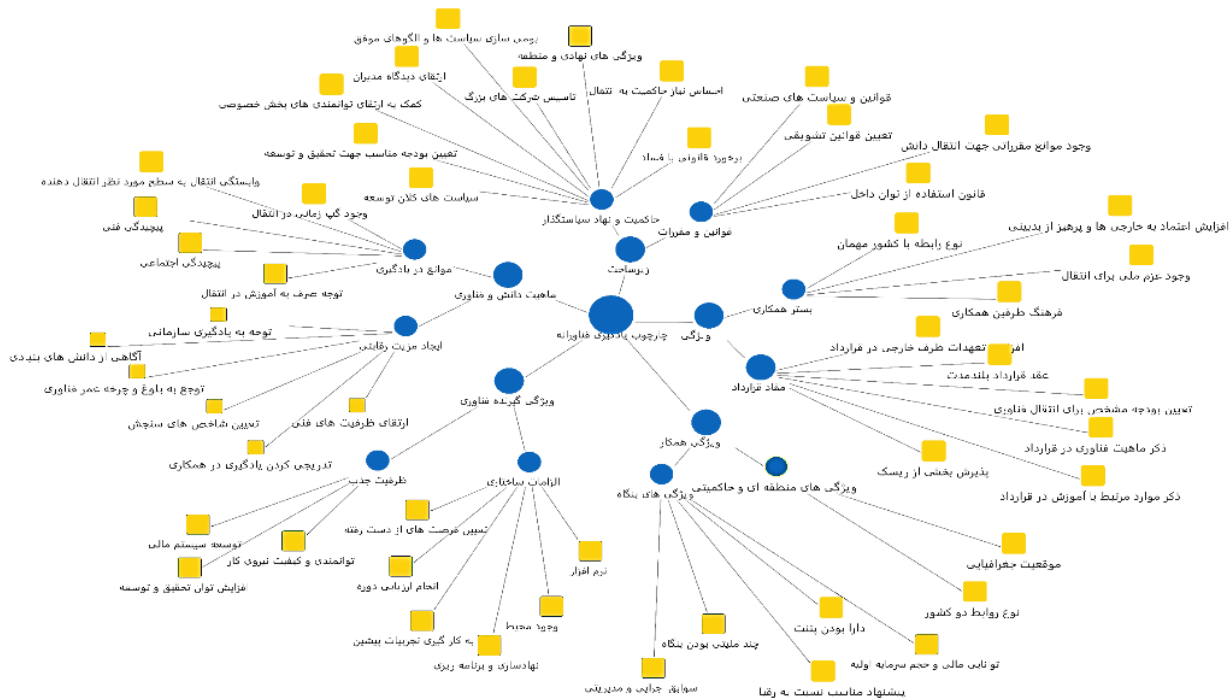 بومی سازی سیاست ها و الگوهای موفق
ویژگی های نهادی و منطقه
ارتقای دیدگاه مدیران
احساس نیاز حاکمیت به انتقال
تاسیس شرکت های بزرگ
قوانین و سیاست های صنعتی
کمک به ارتقای توانمندی های بخش خصوصی
تعیین قوانین تشویقی
وجود موانع مقرراتی جهت انتقال دانش
تعیین بودجه مناسب جهت تحقیق و توسعه
برخورد قانونی با فساد
وابستگی انتقال به سطح مورد نظر انتقال دهنده
سیاست های کلان توسعه
قانون استفاده از توان داخل
وجود گپ زمانی در انتقال
حاکمیت و نهاد سیاستگذار
قوانین و مقررات
افزایش اعتماد به خارجی ها و پرهیز از بدبینی
پیچیدگی فنی
نوع رابطه با کشور مهمان
پیچیدگی اجتماعی
موانع در یادگیری
زیرساخت
وجود عزم ملی برای انتقال
توجه صرف به آموزش در انتقال
ماهیت دانش و فناوری
بستر همکاری
فرهنگ طرفین همکاری
توجه به یادگیری سازمانی
ایجاد مزیت رقابتی
چارچوب یادگیری فناورانه
ویژگی
تعهدات طرف خارجی در قرارداد
آگاهی از دانش های بنیادی
عقد قرارداد بلندمدت
توجع به بلوغ و چرخه عمر فناوری
ویژگی گیرنده فناوری
مفاد قرارداد
تعیین بودجه مشخص برای انتقال فناوری
تعیین شاخص های سنجش
ارتقای ظرفیت های فنی
ویژگی همکار
ذکر ماهیت فناوری در قرارداد
تدریجی کردن یادگیری در همکاری
ظرفیت جذب
الزامات ساختاری
پذیرش بخشی از ریسک
ویژگی های بنگاه
ویژگی های منطقه ای و حاکمیتی
ذکر موارد مرتبط با آموزش در قرارداد
تعیین فرصت های از دست رفته
توسعه سیستم مالی
توانمندی و کیفیت نیروی کار
نرم افزار
موقعیت جغرافیایی
افزایش توان تحقیق و توسعه
انجام ارزیابی دوره
نوع روابط دو کشور
وجود محیط
دارا بودن پتنت
به کار گیری تجربیات پیشین
چند ملیتی بودن بنگاه
توانایی مالی و حجم سرمایه اولیه
نهادسازی و برنامه ریزی
سوابق اجرایی و مدیریتی
پیشنهاد مناسب نسبت به رقبا